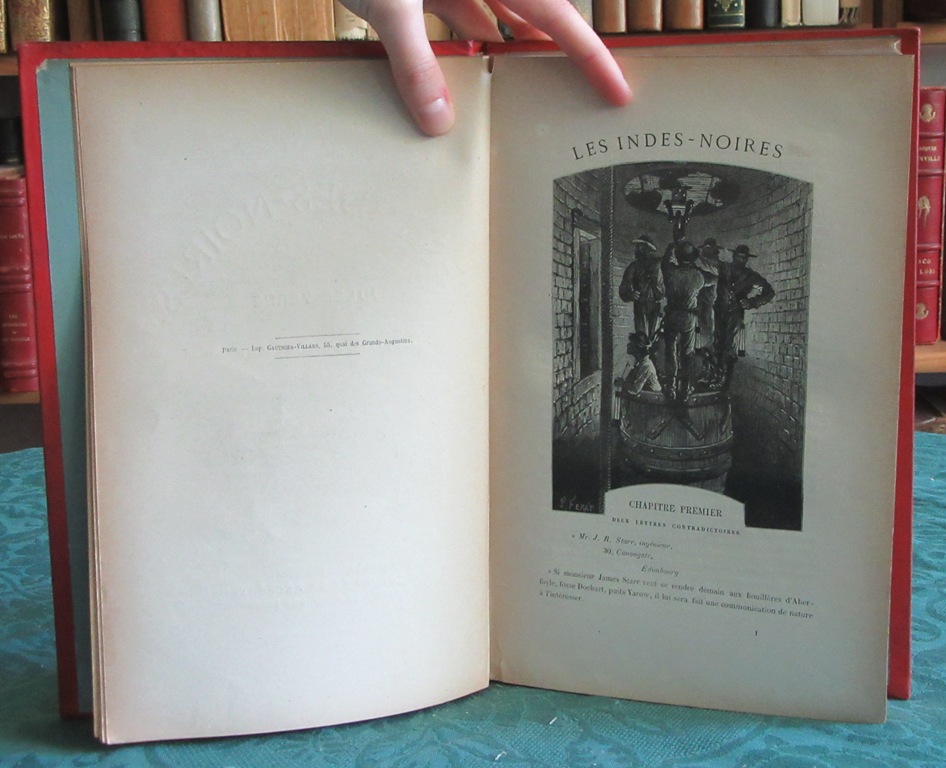 Paris. — Imp. GAUTHIER-VILLARS, 55, quai des Grands-Augustins.
LES INDES-NOIRES
CHAPITRE PREMIER
DEUX LETTRES CONTRADICTOIRES
« Mr. J. R. Starr, ingénieur,
30, Canongate,
Édimbourg
« Si monsieur James Starr veut se rendre demain aux houillères d'Aber-
foyle, fosse Dochart, puits Yarow, il lui sera fait une communication de nature
à l'intéresser.
1